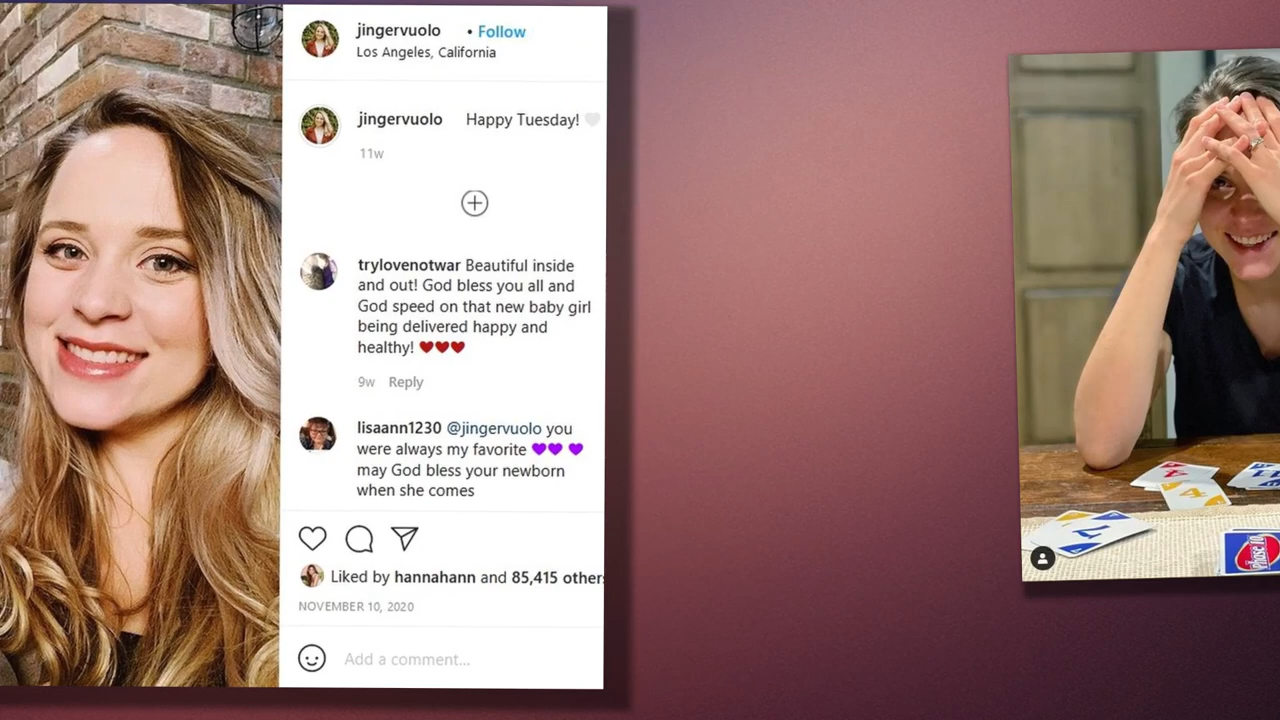 jingervuolo • Follow
Los Angeles, California
jingervuolo Happy Tuesday! 🤍
11w
trylovenotwar Beautiful inside
and out! God bless you all and
God speed on that new baby girl
being delivered happy and
healthy! ❤❤❤
9w Reply
lisaann1230 @jingervuolo you
were always my favorite 💜💜 💜
may God bless your newborn
when she comes
Liked by hannahann and 85,415 others
NOVEMBER 10, 2020
Add a comment...
Phase 10